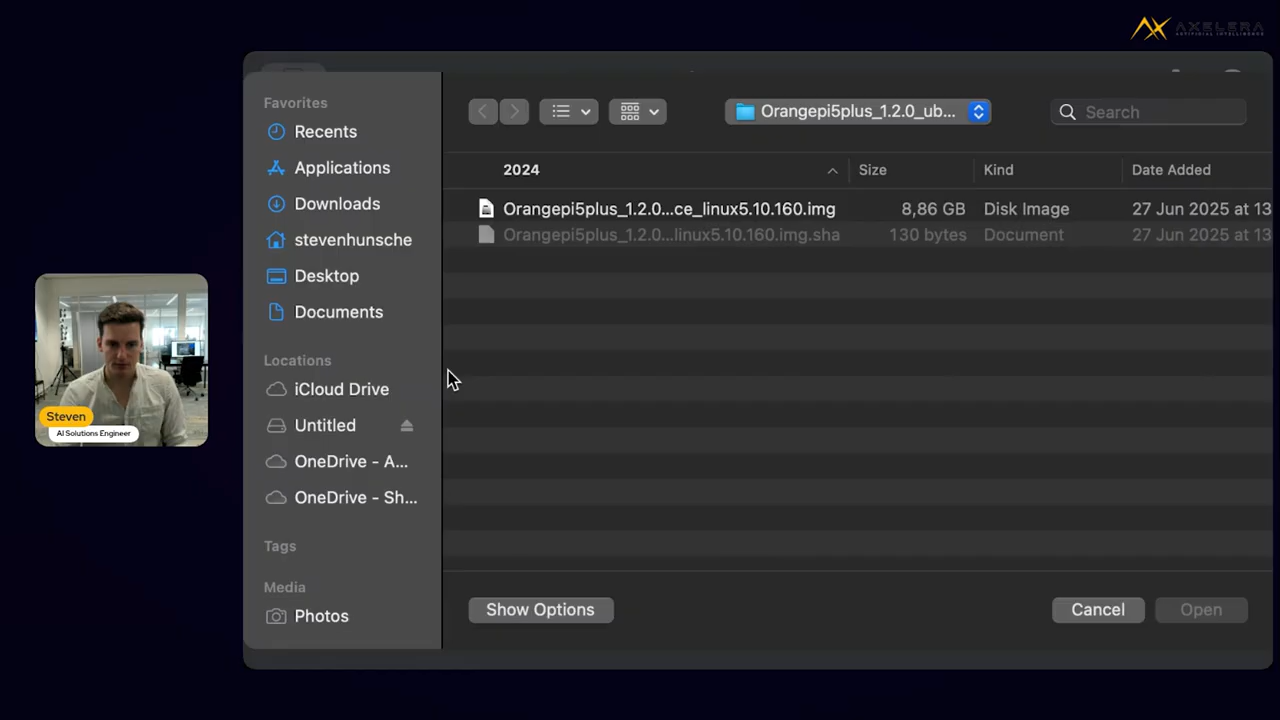 AXELERA
ARTIFICIAL INTELLIGENCE
Favorites
Recents
Applications
Downloads
stevenhunsche
Desktop
Documents
Locations
iCloud Drive
Untitled
OneDrive - A...
OneDrive - Sh...
Tags
Media
Photos
Orangepi5plus_1.2.0_ub...
Search
2024 Size Kind Date Added
Orangepi5plus_1.2.0...ce_linux5.10.160.img 8,86 GB Disk Image 27 Jun 2025 at 13
Orangepi5plus_1.2.0...linux5.10.160.img.sha 130 bytes Document 27 Jun 2025 at 13
Show Options Cancel Open
Steven
AI Solutions Engineer